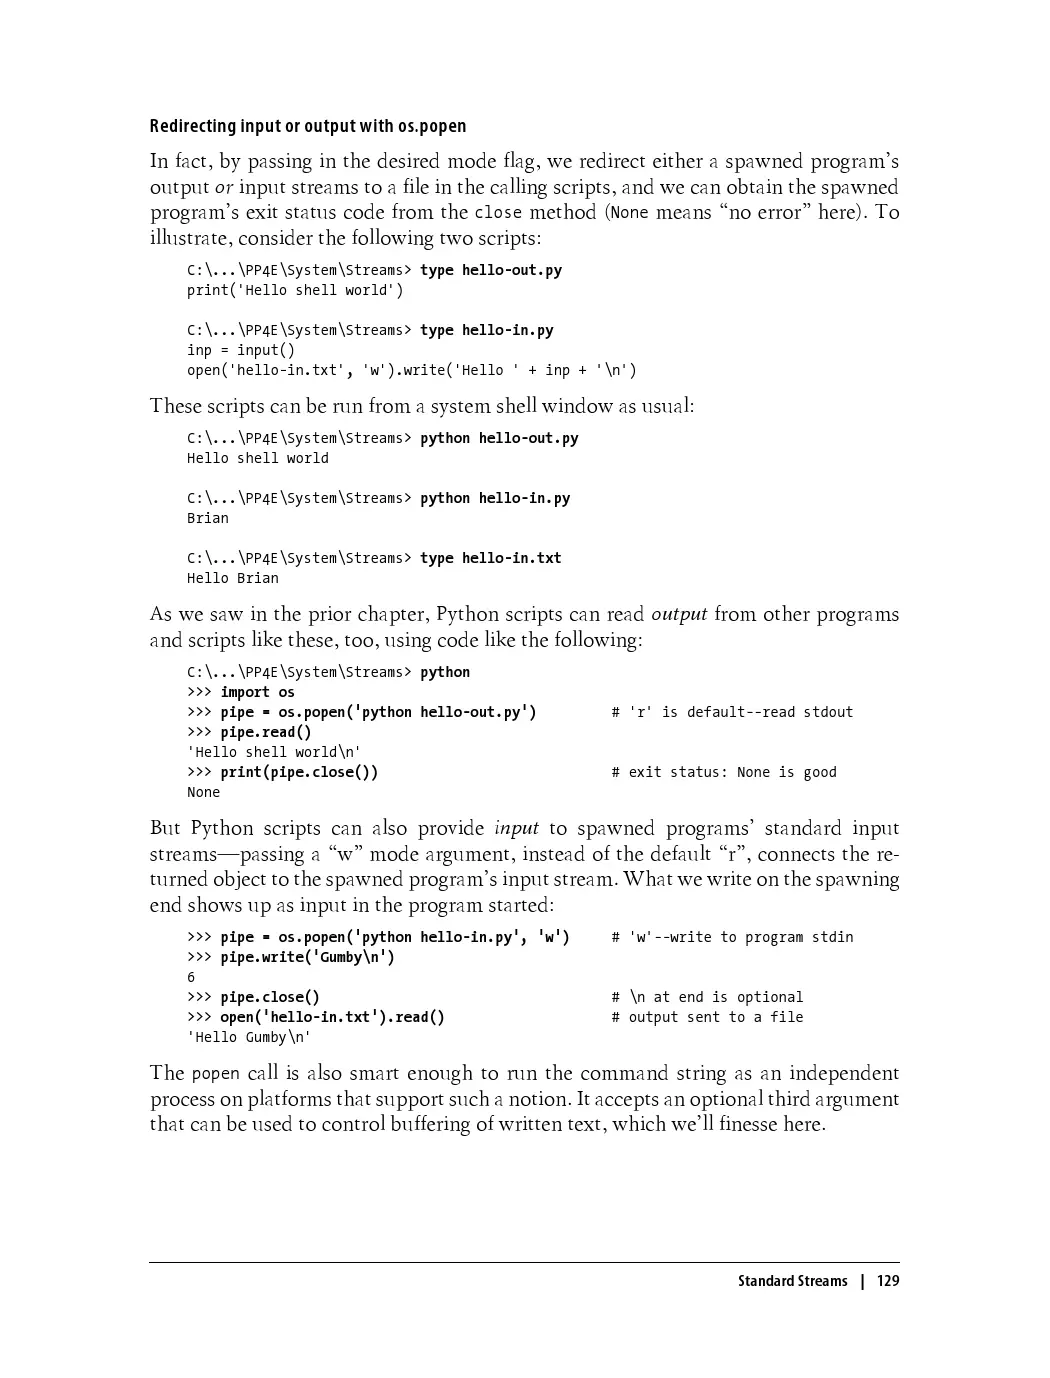 Redirecting input or output with os.popen
In fact, by passing in the desired mode flag, we redirect either a spawned program’s
output or input streams to a file in the calling scripts, and we can obtain the spawned
program’s exit status code from the close method (None means “no error” here). To
illustrate, consider the following two scripts:
C:\...\PP4E\System\Streams> type hello-out.py
print('Hello shell world')
C:\...\PP4E\System\Streams> type hello-in.py
inp = input()
open('hello-in.txt', 'w').write('Hello ' + inp + '\n')
These scripts can be run from a system shell window as usual:
C:\...\PP4E\System\Streams> python hello-out.py
Hello shell world
C:\...\PP4E\System\Streams> python hello-in.py
Brian
C:\...\PP4E\System\Streams> type hello-in.txt
Hello Brian
As we saw in the prior chapter, Python scripts can read output from other programs
and scripts like these, too, using code like the following:
C:\...\PP4E\System\Streams> python
>>> import os
>>> pipe = os.popen('python hello-out.py') # 'r' is default--read stdout
>>> pipe.read()
'Hello shell world\n'
>>> print(pipe.close()) # exit status: None is good
None
But Python scripts can also provide input to spawned programs’ standard input
streams—passing a “w” mode argument, instead of the default “r”, connects the re-
turned object to the spawned program’s input stream. What we write on the spawning
end shows up as input in the program started:
>>> pipe = os.popen('python hello-in.py', 'w') # 'w'--write to program stdin
>>> pipe.write('Gumby\n')
6
>>> pipe.close() # \n at end is optional
>>> open('hello-in.txt').read() # output sent to a file
'Hello Gumby\n'
The popen call is also smart enough to run the command string as an independent
process on platforms that support such a notion. It accepts an optional third argument
that can be used to control buffering of written text, which we’ll finesse here.
Standard Streams | 129